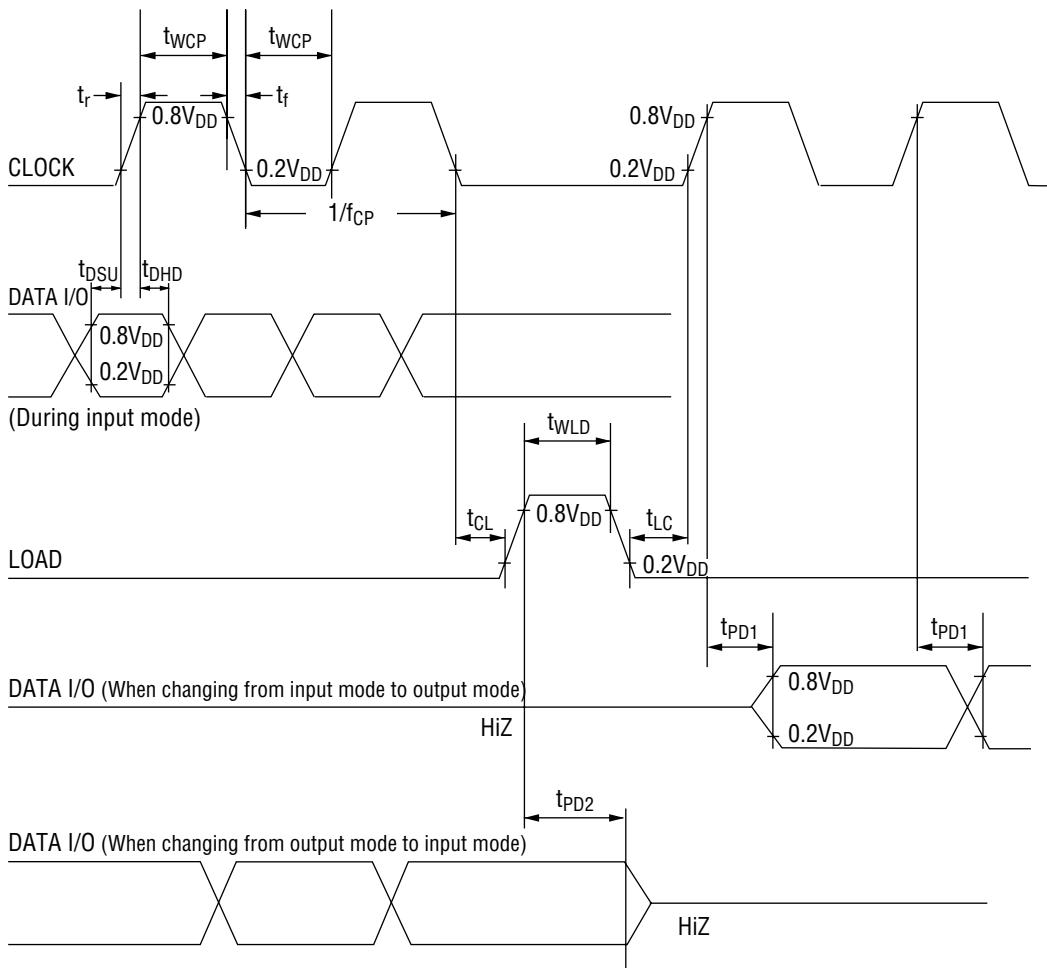 tWCP tWCP
tr tf
0.8VDD 0.8VDD
CLOCK 0.2VDD 0.2VDD
1/fCP
tDSU tDHD
DATA I/O
0.8VDD
0.2VDD
(During input mode)
tWLD
tCL 0.8VDD tLC
LOAD 0.2VDD
tPD1 tPD1
DATA I/O (When changing from input mode to output mode) 0.8VDD
HiZ 0.2VDD
tPD2
DATA I/O (When changing from output mode to input mode)
HiZ